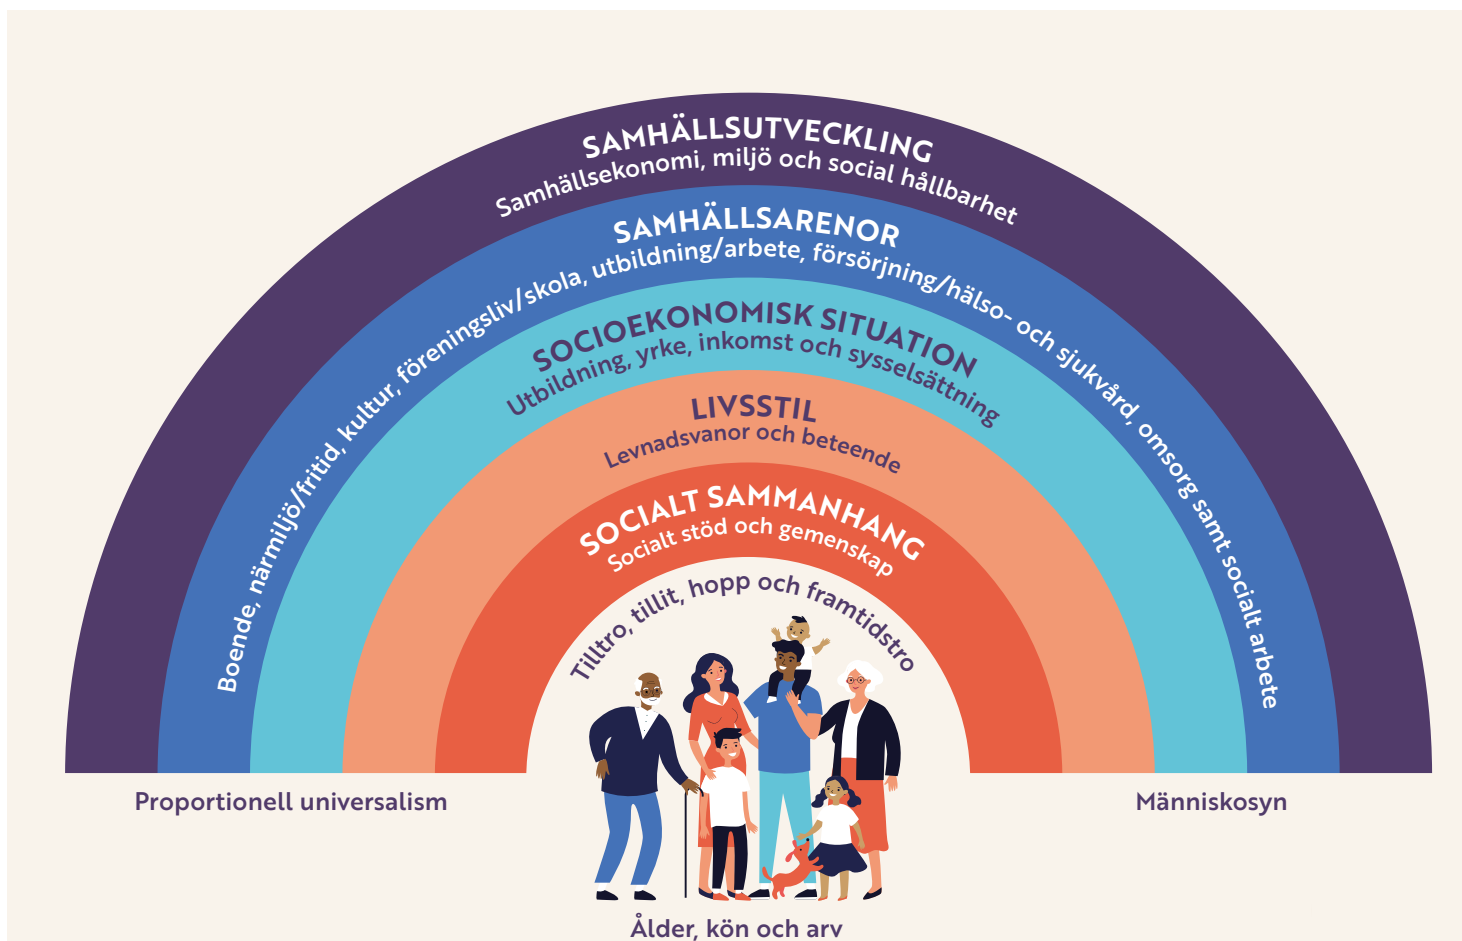 SAMHÄLLSUTVECKLING
Samhällsekonomi, miljö och social hållbarhet
SAMHÄLLSARENOR
Boende, närmiljö/fritid, kultur, föreningsliv/skola, utbildning/arbete, försörjning/hälso- och sjukvård, omsorg samt socialt arbete
SOCIOEKONOMISK SITUATION
Utbildning, yrke, inkomst och sysselsättning
LIVSSTIL
Levnadsvanor och beteende
SOCIALT SAMMANHANG
Socialt stöd och gemenskap
Tilltro, tillit, hopp och framtidstro
Proportionell universalism
Människosyn
Ålder, kön och arv